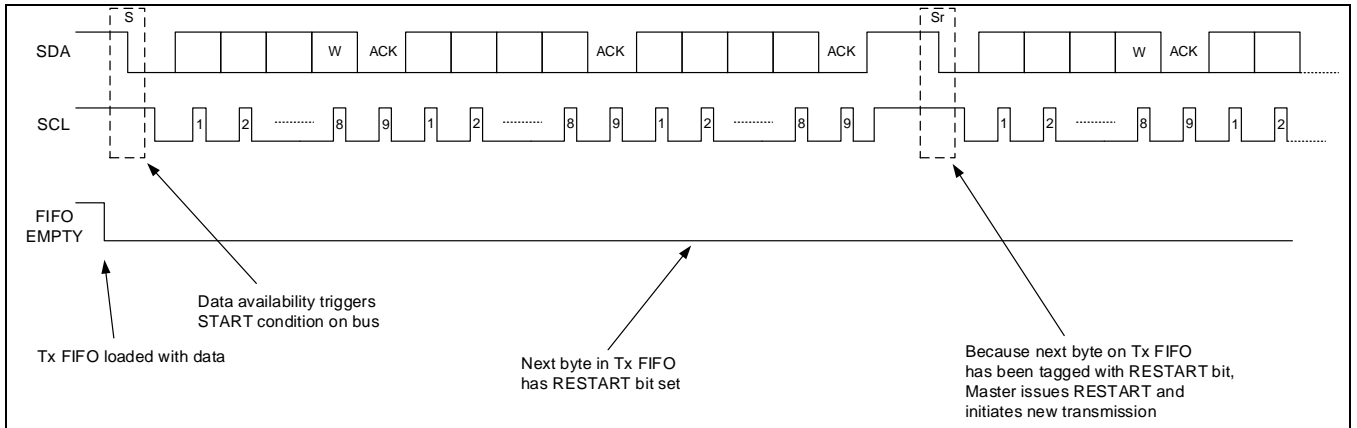 S Sr
SDA W ACK ACK ACK W ACK
SCL 1 2 8 9 1 2 8 9 1 2 8 9 1 2 8 9 1 2
FIFO
EMPTY
Data availability triggers
START condition on bus
Tx FIFO loaded with data
Next byte in Tx FIFO
has RESTART bit set
Because next byte on Tx FIFO
has been tagged with RESTART bit,
Master issues RESTART and
initiates new transmission